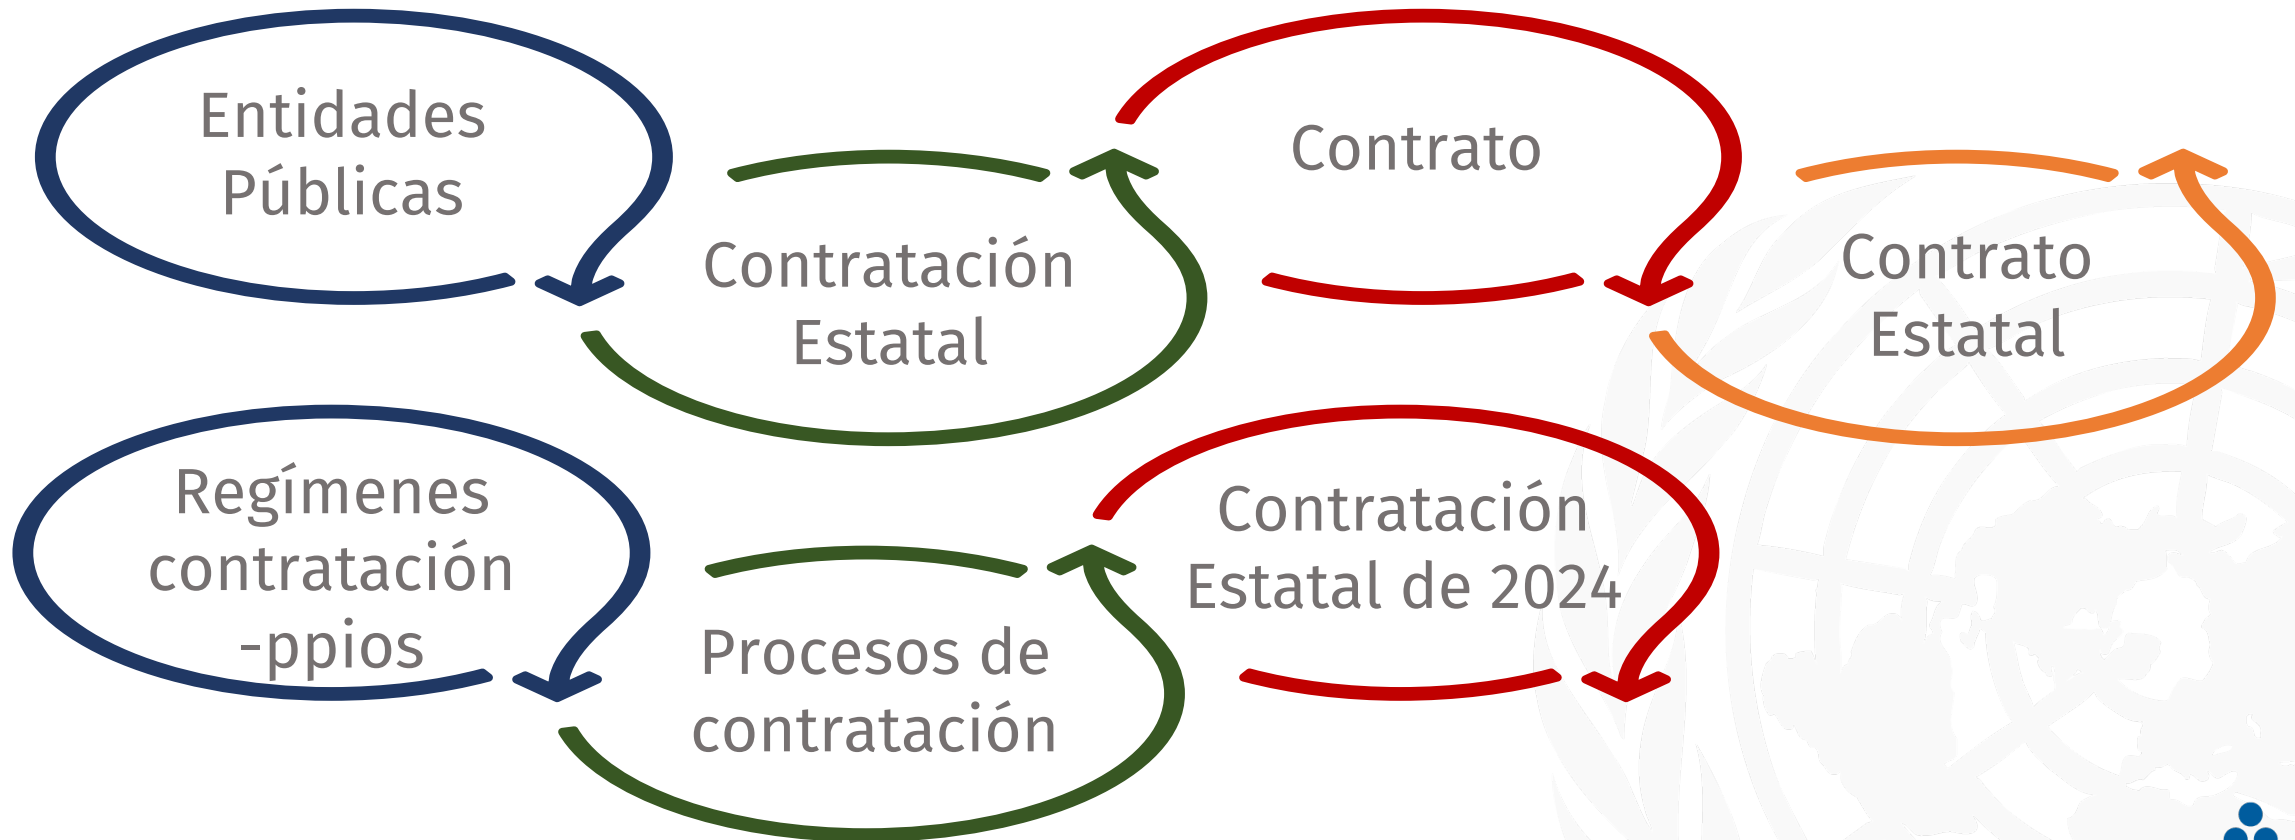 Entidades
Públicas
Contratación
Estatal
Contrato
Contrato
Estatal
Regímenes
contratación
-ppios
Procesos de
contratación
Contratación
Estatal de 2024